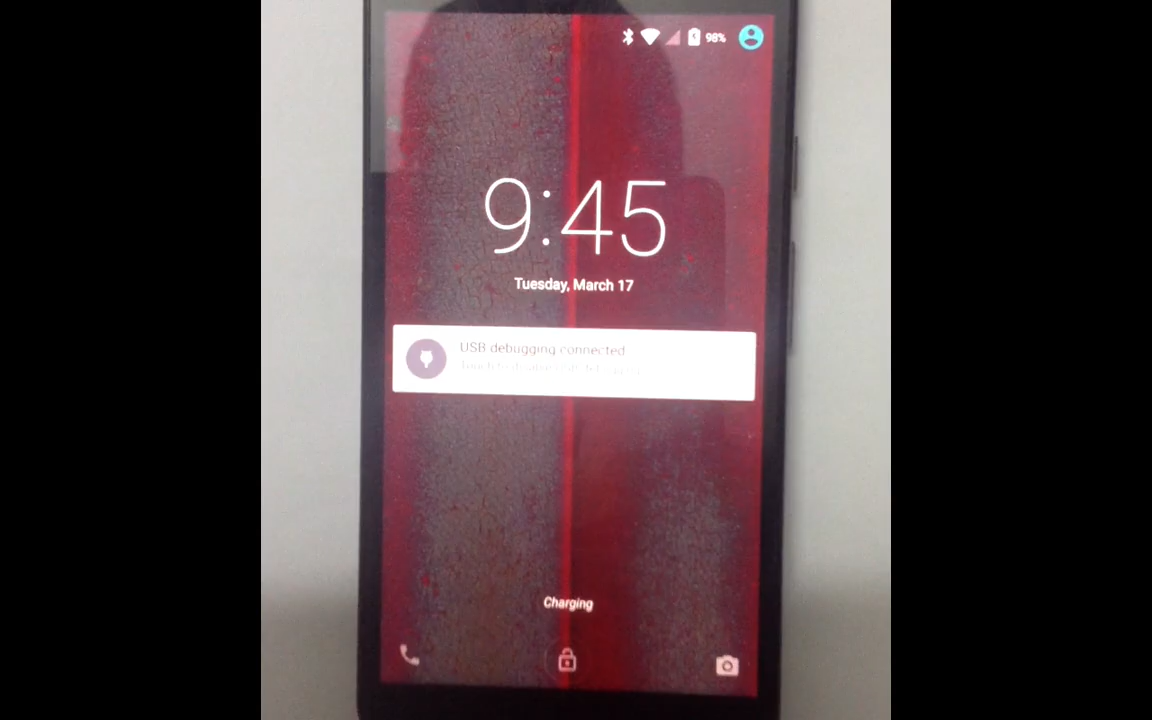 98%
9:45
Tuesday, March 17
USB debugging connected
Charging